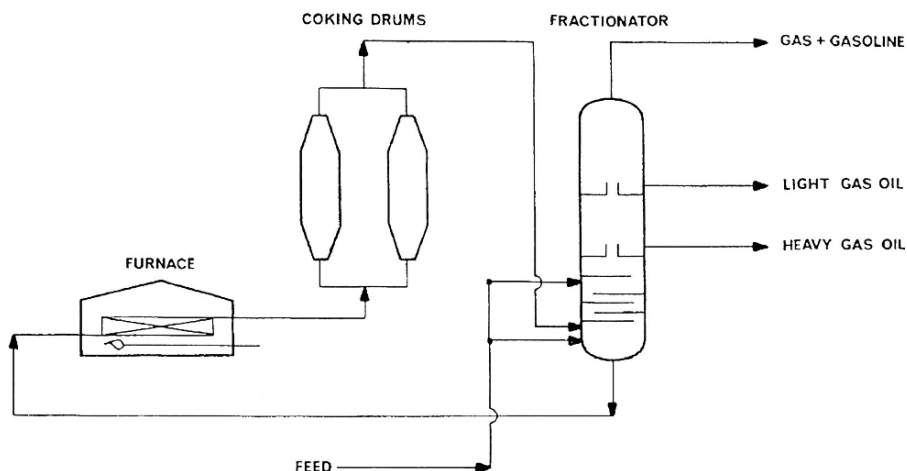 COKING DRUMS
FRACTIONATOR
GAS + GASOLINE
LIGHT GAS OIL
HEAVY GAS OIL
FURNACE
FEED